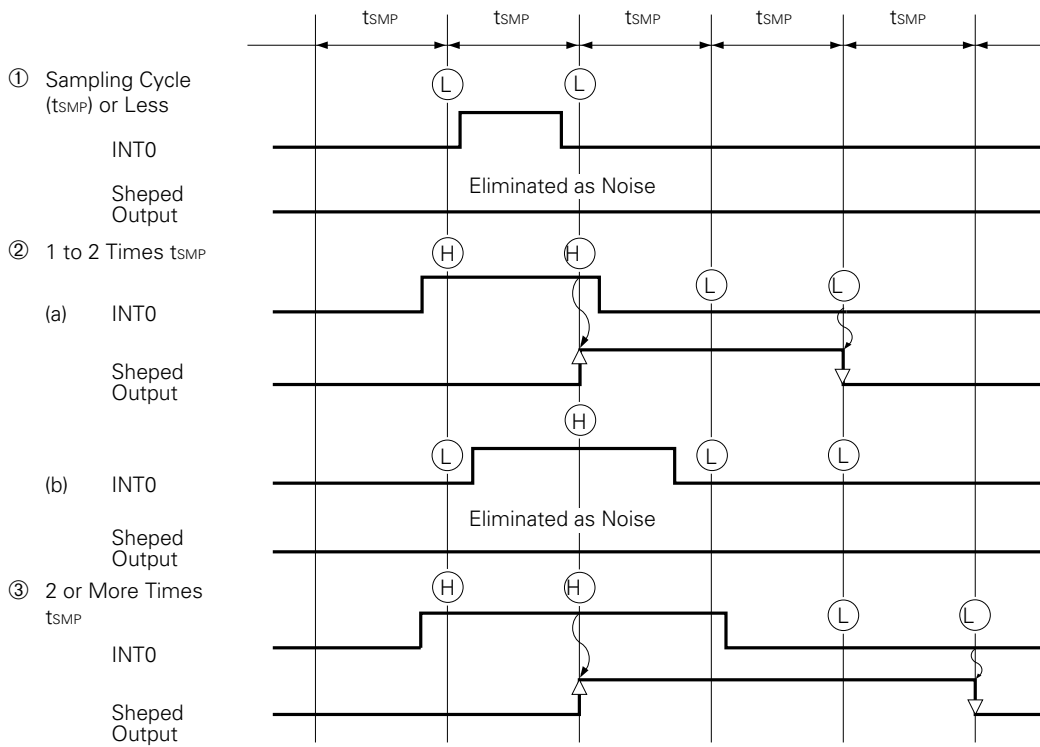 tSMP tSMP tSMP tSMP tSMP
① Sampling Cycle
(tSMP) or Less
L L
INT0
Eliminated as Noise
Sheped
Output
② 1 to 2 Times tSMP
H H L L
(a) INT0
Sheped
Output
H
L L L
(b) INT0
Eliminated as Noise
Sheped
Output
③ 2 or More Times
tSMP
H H L L
INT0
Sheped
Output